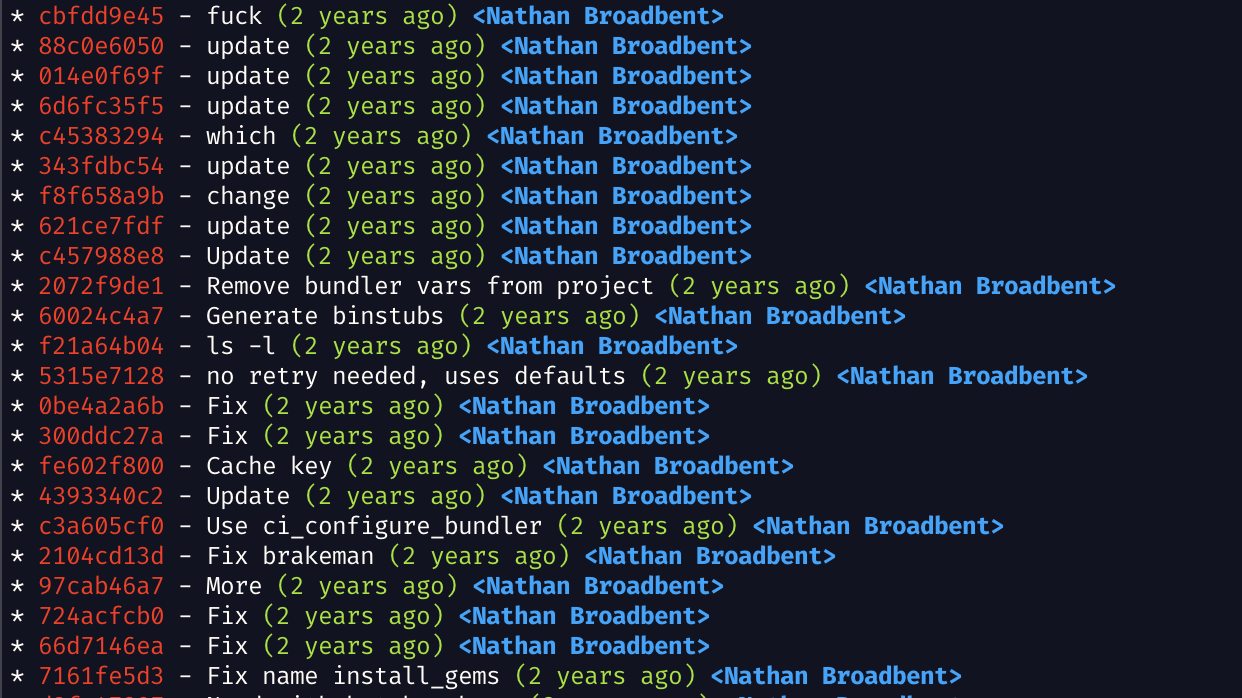 * cbfdd9e45 - fuck (2 years ago) <Nathan Broadbent>
* 88c0e6050 - update (2 years ago) <Nathan Broadbent>
* 014e0f69f - update (2 years ago) <Nathan Broadbent>
* 6d6fc35f5 - update (2 years ago) <Nathan Broadbent>
* c45383294 - which (2 years ago) <Nathan Broadbent>
* 343fdbc54 - update (2 years ago) <Nathan Broadbent>
* f8f658a9b - change (2 years ago) <Nathan Broadbent>
* 621ce7fdf - update (2 years ago) <Nathan Broadbent>
* c457988e8 - Update (2 years ago) <Nathan Broadbent>
* 2072f9de1 - Remove bundler vars from project (2 years ago) <Nathan Broadbent>
* 60024c4a7 - Generate binstubs (2 years ago) <Nathan Broadbent>
* f21a64b04 - ls -l (2 years ago) <Nathan Broadbent>
* 5315e7128 - no retry needed, uses defaults (2 years ago) <Nathan Broadbent>
* 0be4a2a6b - Fix (2 years ago) <Nathan Broadbent>
* 300ddc27a - Fix (2 years ago) <Nathan Broadbent>
* fe602f800 - Cache key (2 years ago) <Nathan Broadbent>
* 4393340c2 - Update (2 years ago) <Nathan Broadbent>
* c3a605cf0 - Use ci_configure_bundler (2 years ago) <Nathan Broadbent>
* 2104cd13d - Fix brakeman (2 years ago) <Nathan Broadbent>
* 97cab46a7 - More (2 years ago) <Nathan Broadbent>
* 724acfcb0 - Fix (2 years ago) <Nathan Broadbent>
* 66d7146ea - Fix (2 years ago) <Nathan Broadbent>
* 7161fe5d3 - Fix name install_gems (2 years ago) <Nathan Broadbent>